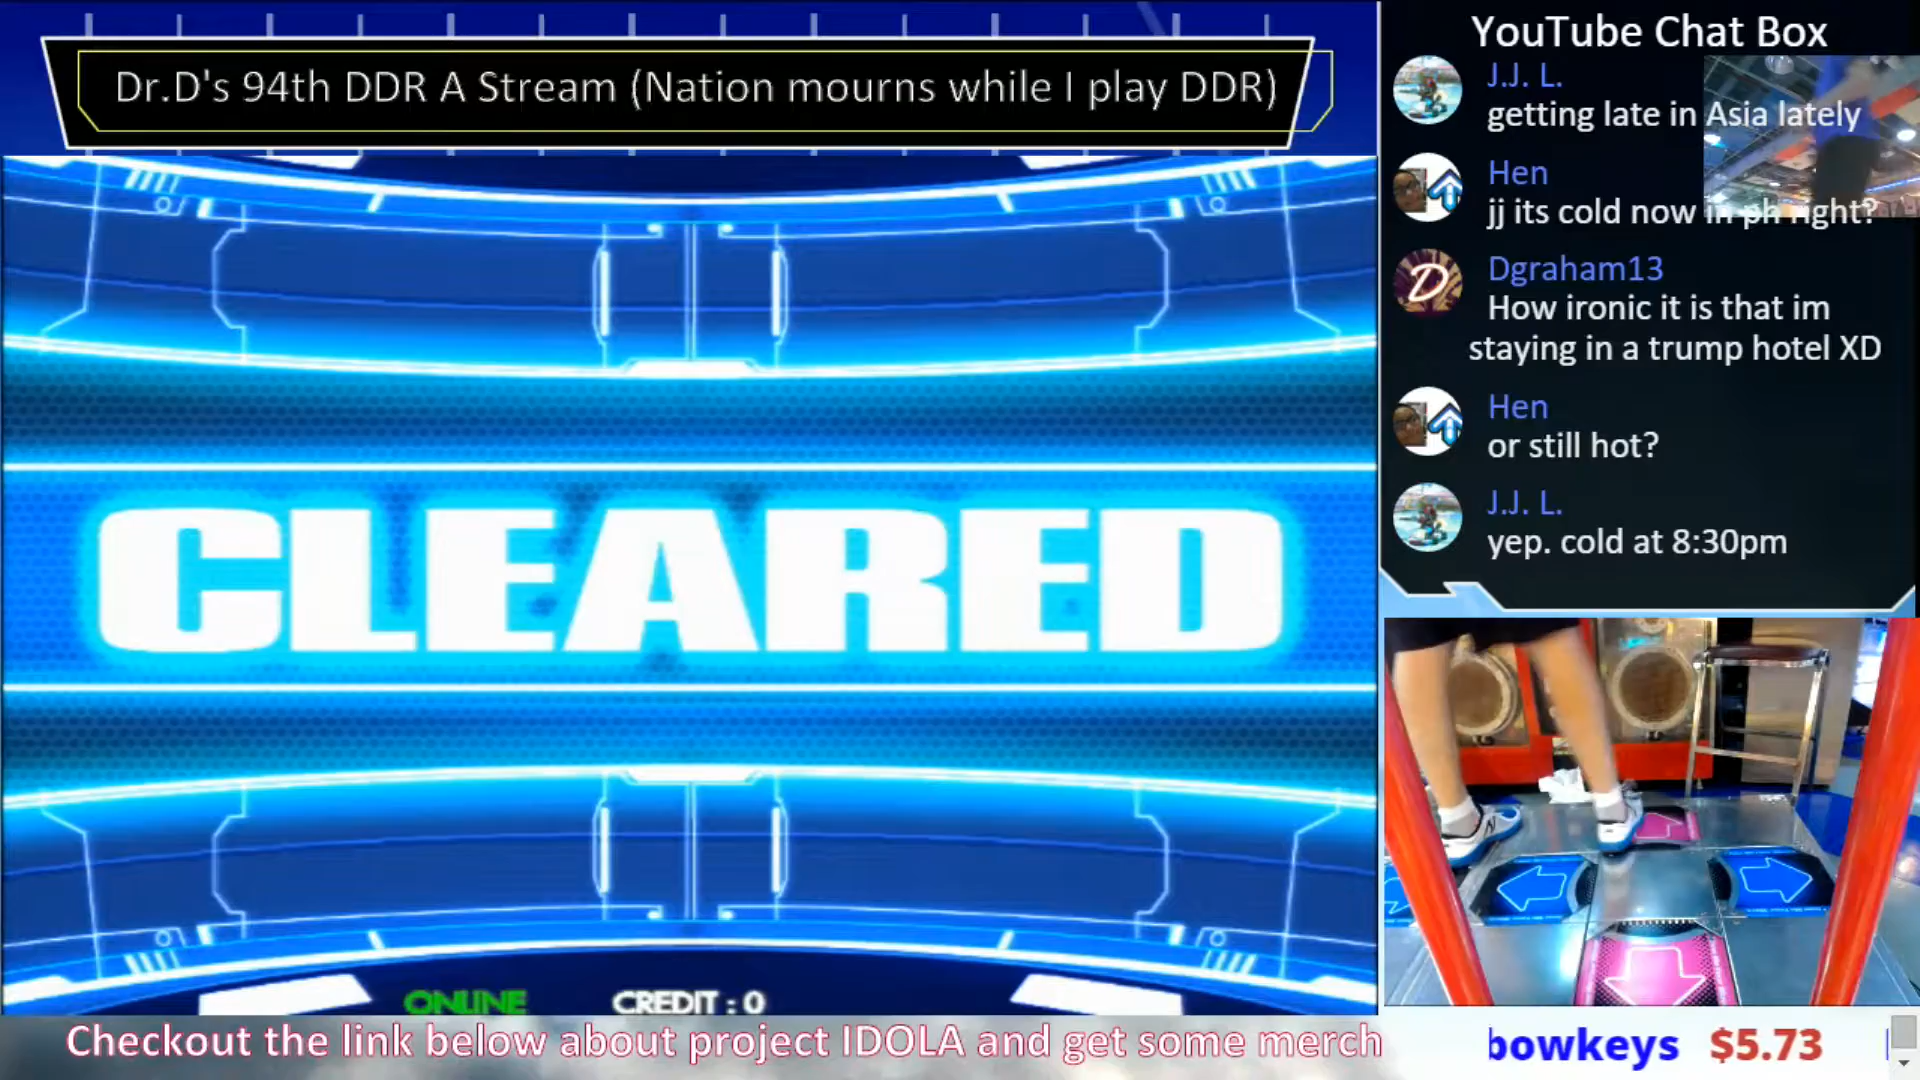 Dr.D's 94th DDR A Stream (Nation mourns while I play DDR)
CLEARED
ONLINE
CREDIT : 0
YouTube Chat Box
J.J. L.
getting late in Asia lately
Hen
jj its cold now in ph right?
Dgraham13
How ironic it is that im
staying in a trump hotel XD
Hen
or still hot?
J.J. L.
yep. cold at 8:30pm
Checkout the link below about project IDOLA and get some merch
bowkeys $5.73